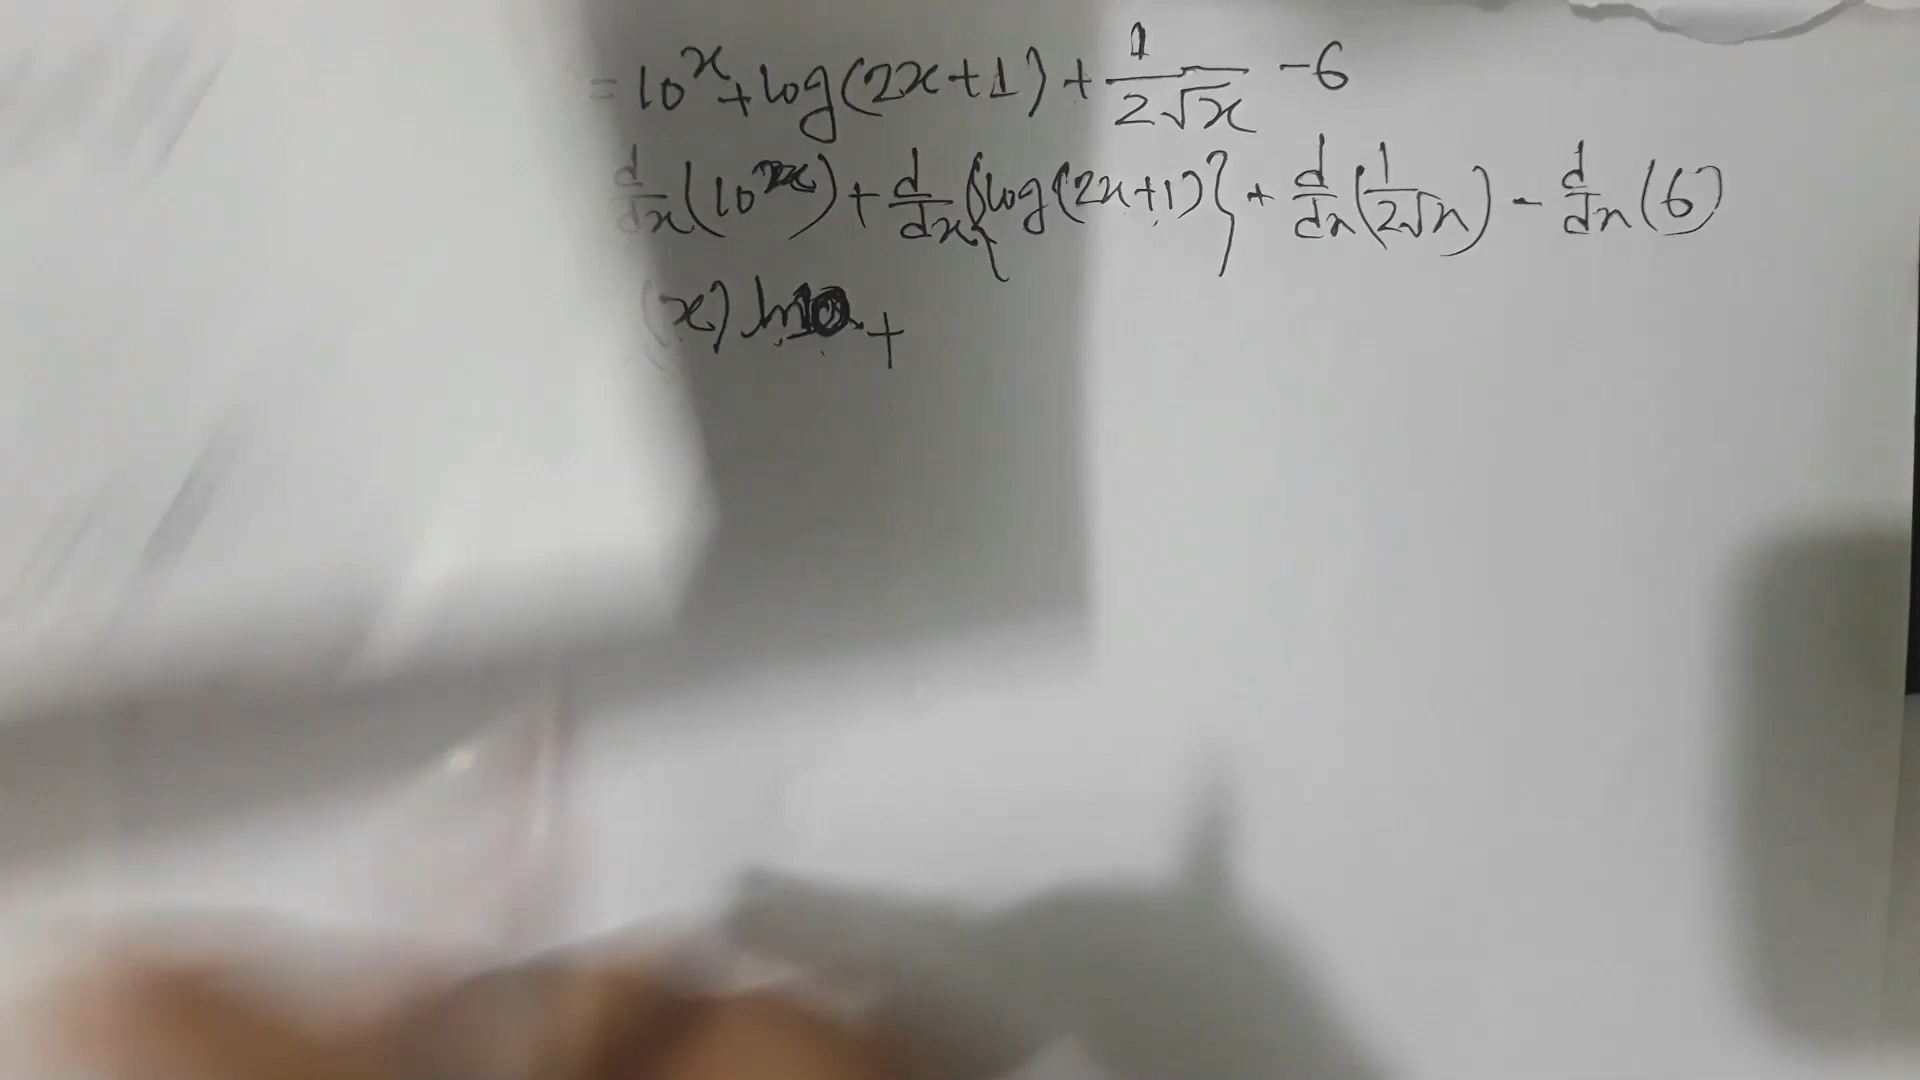 = 10^x + log(2x+1) + 1/(2√x) - 6
d/dx (10^x) + d/dx {log(2x+1)} + d/dx (1/(2√x)) - d/dx (6)
(x) ln10 +